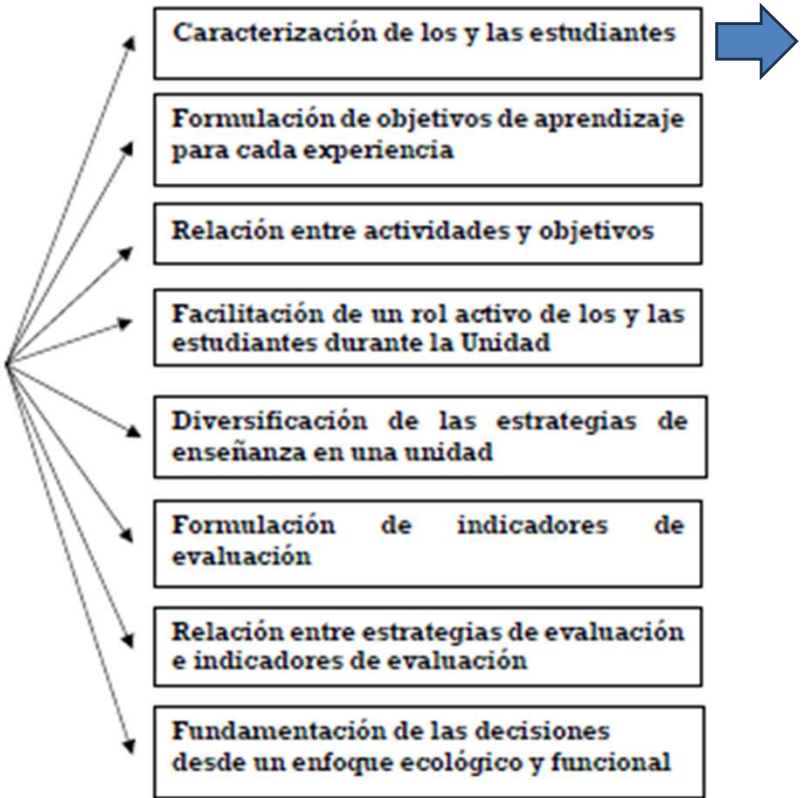 Caracterización de los y las estudiantes
Formulación de objetivos de aprendizaje
para cada experiencia
Relación entre actividades y objetivos
Facilitación de un rol activo de los y las
estudiantes durante la Unidad
Diversificación de las estrategias de
enseñanza en una unidad
Formulación de indicadores de
evaluación
Relación entre estrategias de evaluación
e indicadores de evaluación
Fundamentación de las decisiones
desde un enfoque ecológico y funcional